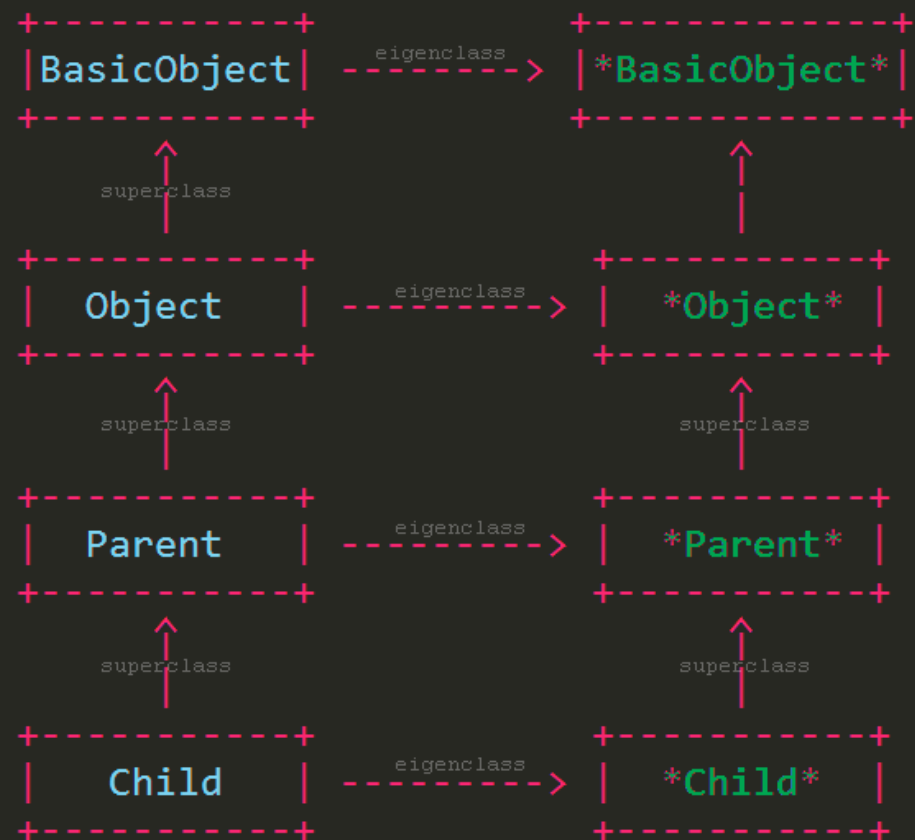 BasicObject eigenclass *BasicObject*
superclass
Object eigenclass *Object*
superclass superclass
Parent eigenclass *Parent*
superclass superclass
Child eigenclass *Child*